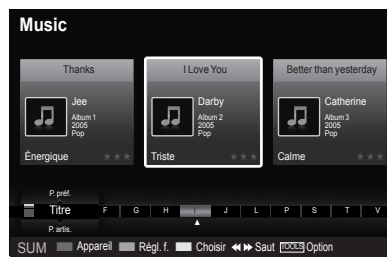 Music
Thanks
Jee
Album 1
2005
Pop
Énergique
I Love You
Darby
Album 2
2005
Pop
Triste
Better than yesterday
Catherine
Album 3
2005
Pop
Calme
P. préf.
Titre F G H I J L P S T V
P. artis.
SUM Appareil Régl. f. Choisir Saut TOOLS Option